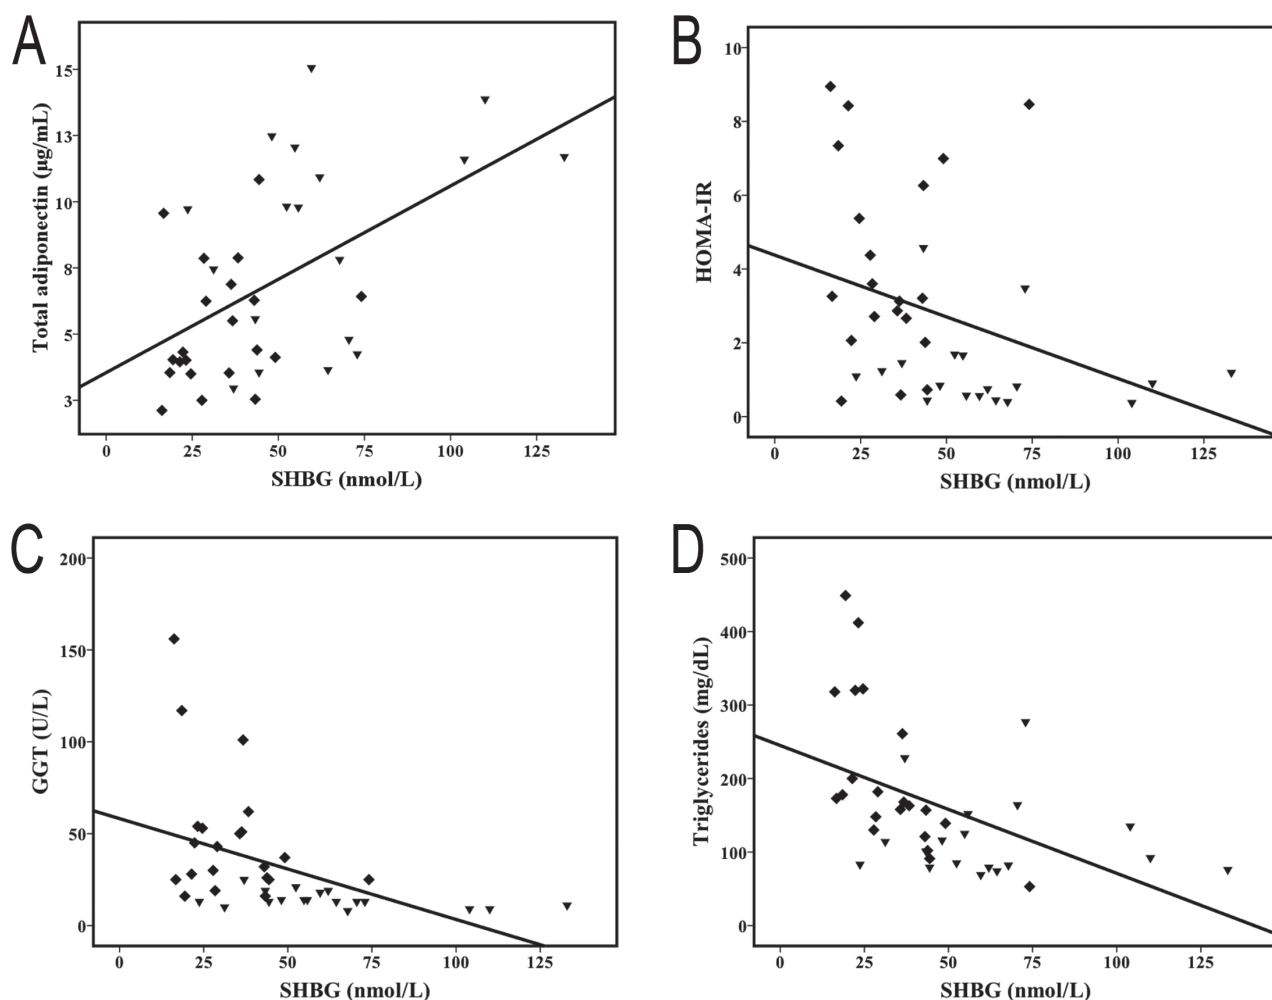 A
Total adiponectin (µg/mL)
15
13
10
8
5
3
0 25 50 75 100 125
SHBG (nmol/L)
B
HOMA-IR
10
8
6
4
2
0
0 25 50 75 100 125
SHBG (nmol/L)
C
GGT (U/L)
200
150
100
50
0
0 25 50 75 100 125
SHBG (nmol/L)
D
Triglycerides (mg/dL)
500
400
300
200
100
0
0 25 50 75 100 125
SHBG (nmol/L)